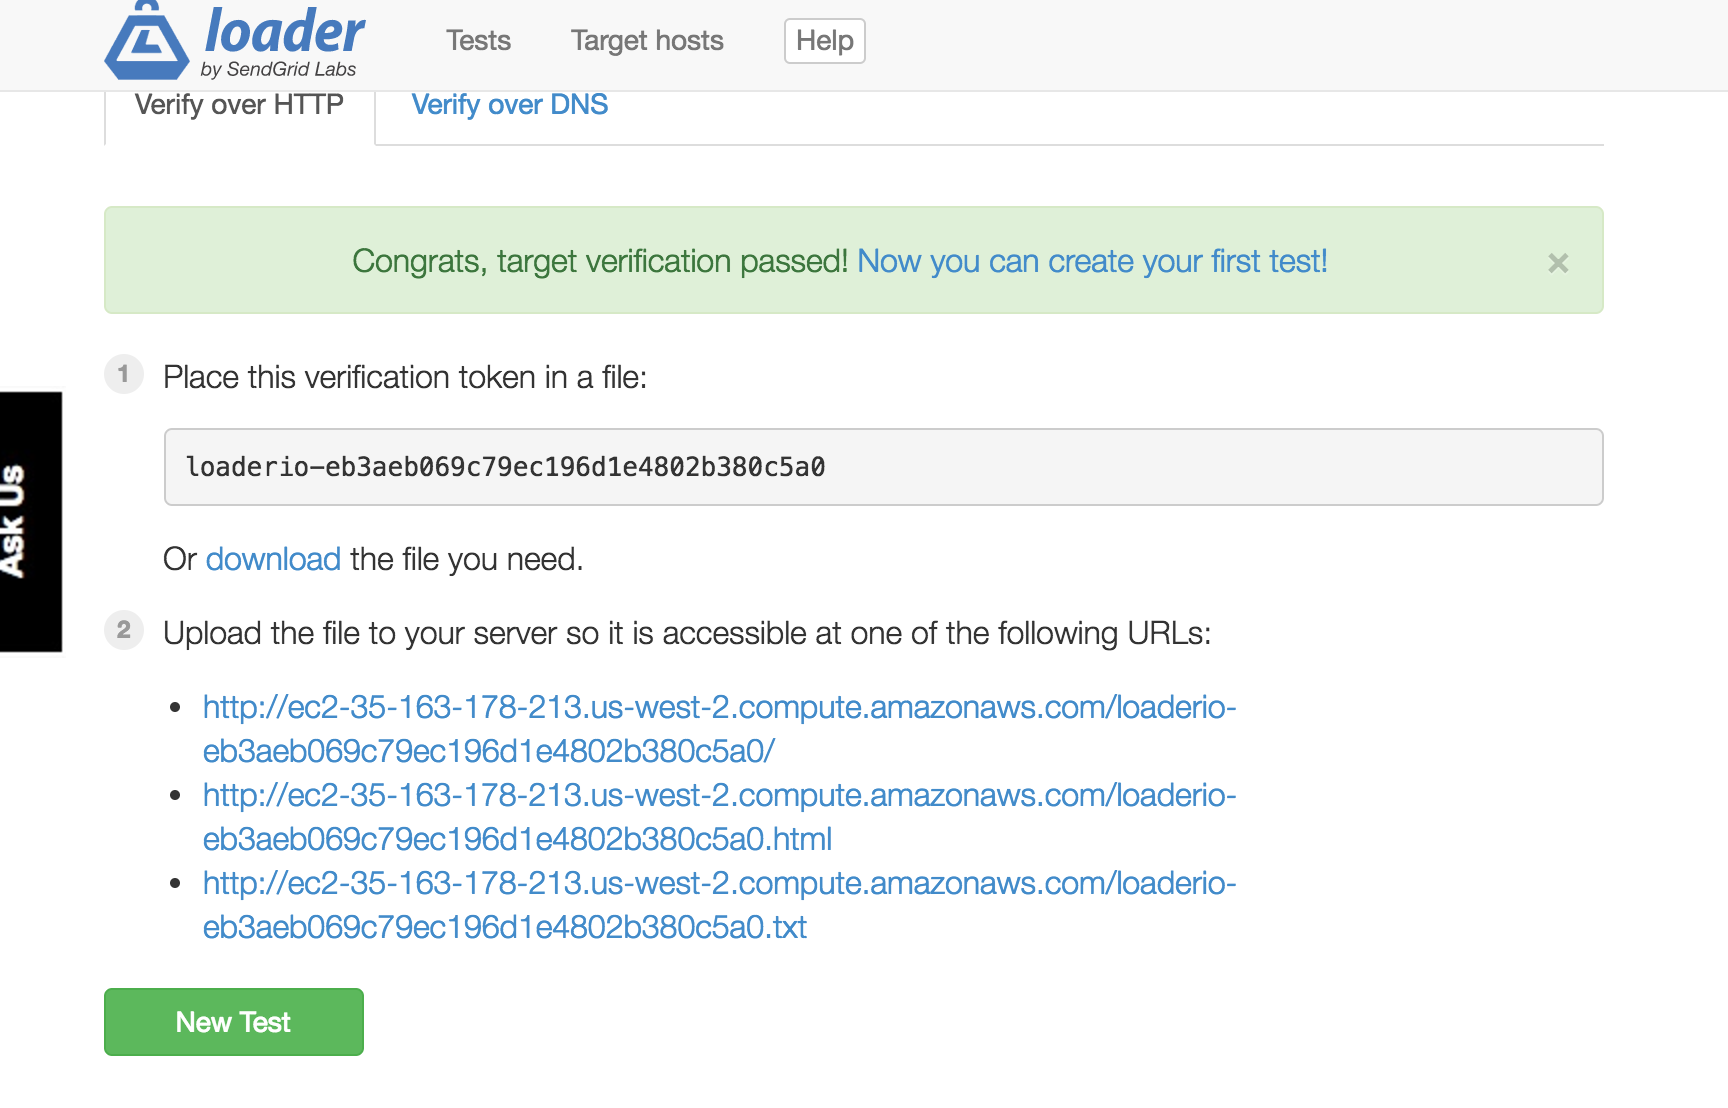 loader
by SendGrid Labs
Tests
Target hosts
Help
Verify over HTTP
Verify over DNS
Congrats, target verification passed! Now you can create your first test!
×
1
Place this verification token in a file:
loaderio-eb3aeb069c79ec196d1e4802b380c5a0
Ask Us
Or download the file you need.
2
Upload the file to your server so it is accessible at one of the following URLs:
• http://ec2-35-163-178-213.us-west-2.compute.amazonaws.com/loaderio-
eb3aeb069c79ec196d1e4802b380c5a0/
• http://ec2-35-163-178-213.us-west-2.compute.amazonaws.com/loaderio-
eb3aeb069c79ec196d1e4802b380c5a0.html
• http://ec2-35-163-178-213.us-west-2.compute.amazonaws.com/loaderio-
eb3aeb069c79ec196d1e4802b380c5a0.txt
New Test